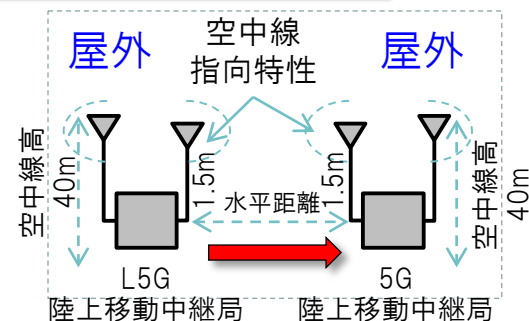 屋外
空中線
指向特性
屋外
空中線高
40m
1.5m
水平距離
1.5m
空中線高
40m
L5G
陸上移動中継局
5G
陸上移動中継局